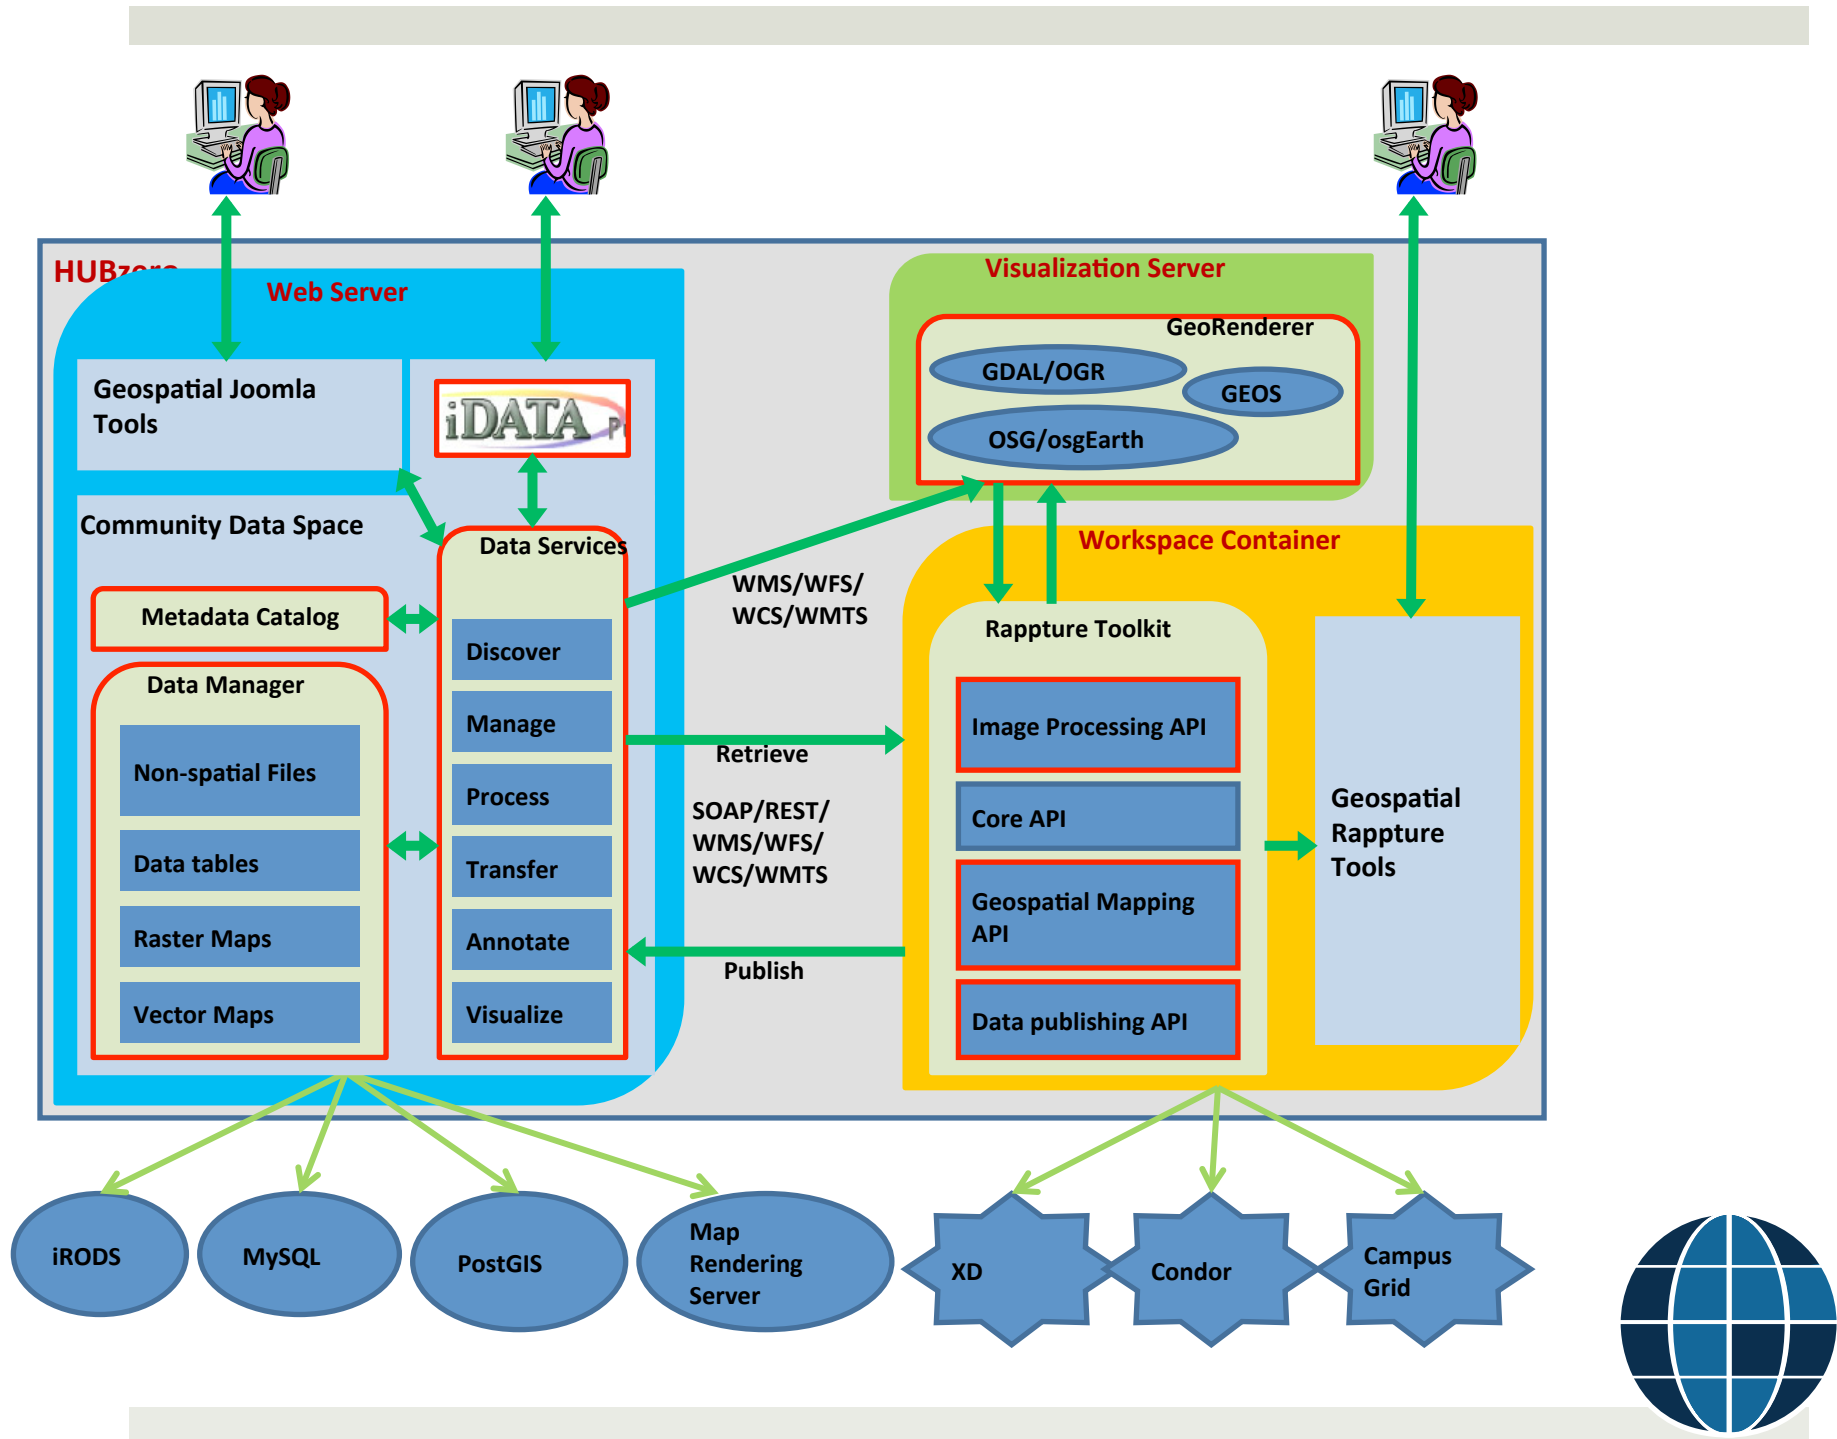 HUBzero
Web Server
Geospatial Joomla
Tools
iDATA
Community Data Space
Data Services
Metadata Catalog
Data Manager
Non-spatial Files
Data tables
Raster Maps
Vector Maps
Discover
Manage
Process
Transfer
Annotate
Visualize
WMS/WFS/
WCS/WMTS
Retrieve
SOAP/REST/
WMS/WFS/
WCS/WMTS
Publish
Visualization Server
GeoRenderer
GDAL/OGR
GEOS
OSG/osgEarth
Workspace Container
Rappture Toolkit
Image Processing API
Core API
Geospatial Mapping
API
Data publishing API
Geospatial
Rappture
Tools
iRODS
MySQL
PostGIS
Map
Rendering
Server
XD
Condor
Campus
Grid